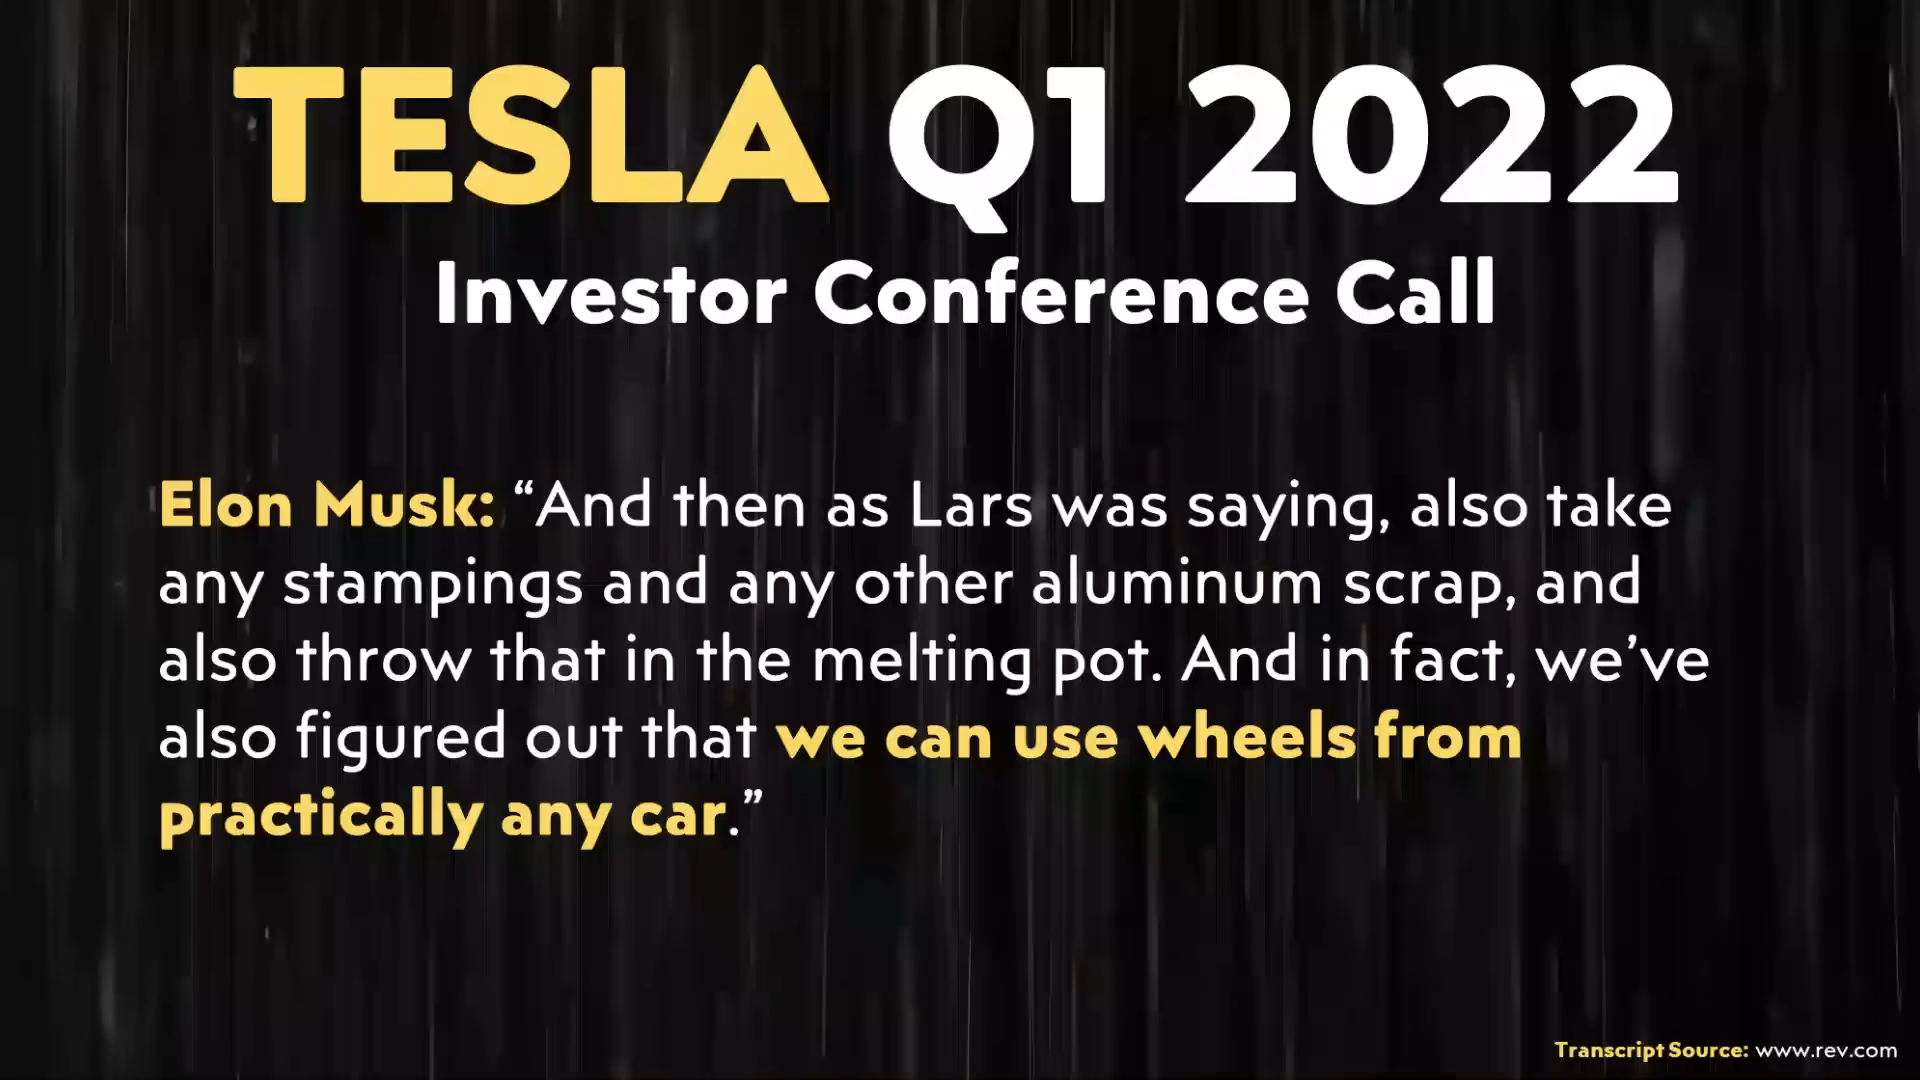 TESLA Q1 2022
Investor Conference Call
Elon Musk: “And then as Lars was saying, also take
any stampings and any other aluminum scrap, and
also throw that in the melting pot. And in fact, we’ve
also figured out that we can use wheels from
practically any car.”
Transcript Source: www.rev.com